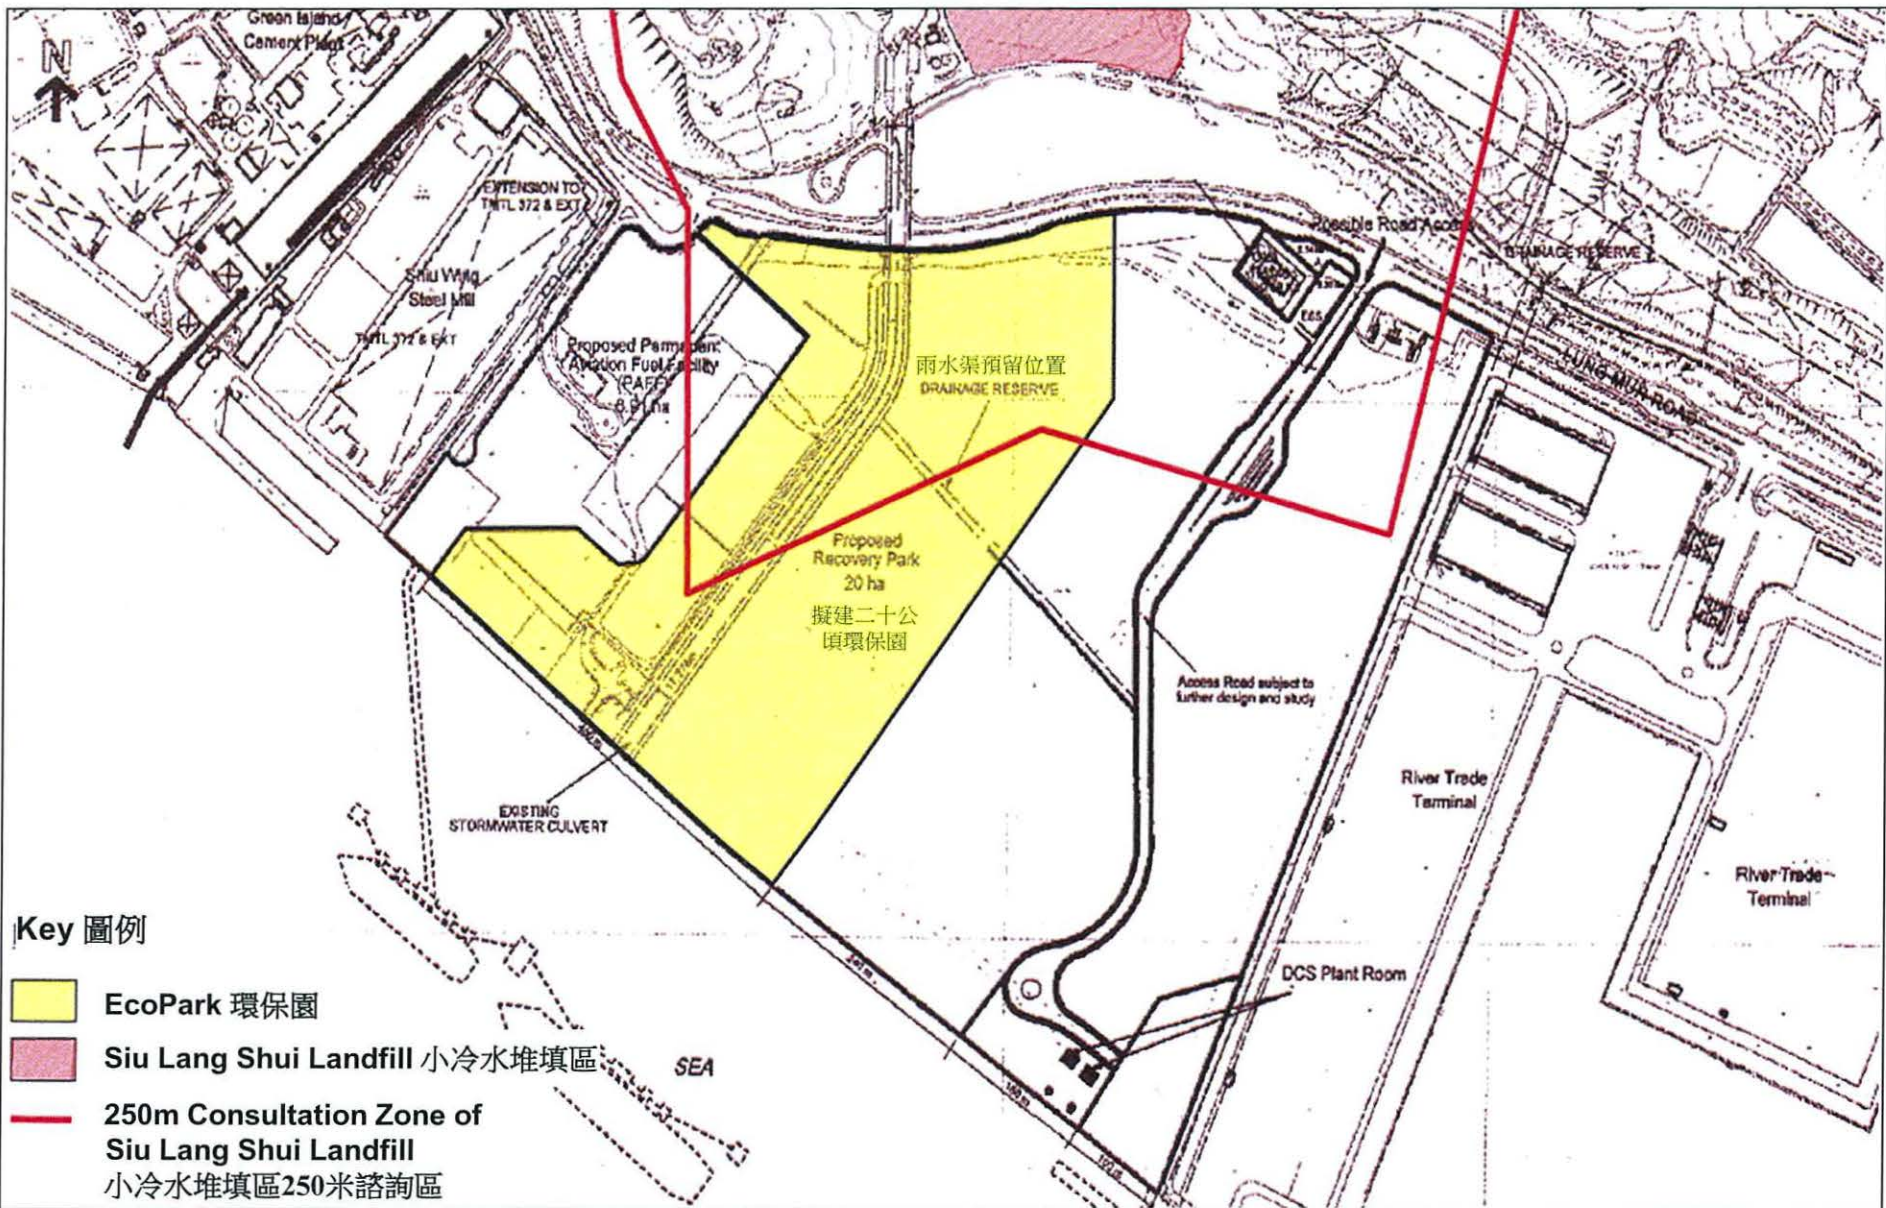 Green Island
Cement Plant
N
EXTENSION TO
TMTL 372 & EXT
Shiu Wing
Steel Mill
TMTL 372 & EXT
Proposed Permanent
Aviation Fuel Facility
(PAFF)
Possible Road Access
DRAINAGE RESERVE
EGS
LUNG MUN ROAD
雨水渠預留位置
DRAINAGE RESERVE
Proposed
Recovery Park
20 ha
擬建二十公
頃環保園
Access Road subject to
further design and study
EXISTING
STORMWATER CULVERT
River Trade
Terminal
River Trade
Terminal
DCS Plant Room
SEA
Key 圖例
EcoPark 環保園
Siu Lang Shui Landfill 小冷水堆填區
250m Consultation Zone of
Siu Lang Shui Landfill
小冷水堆填區250米諮詢區